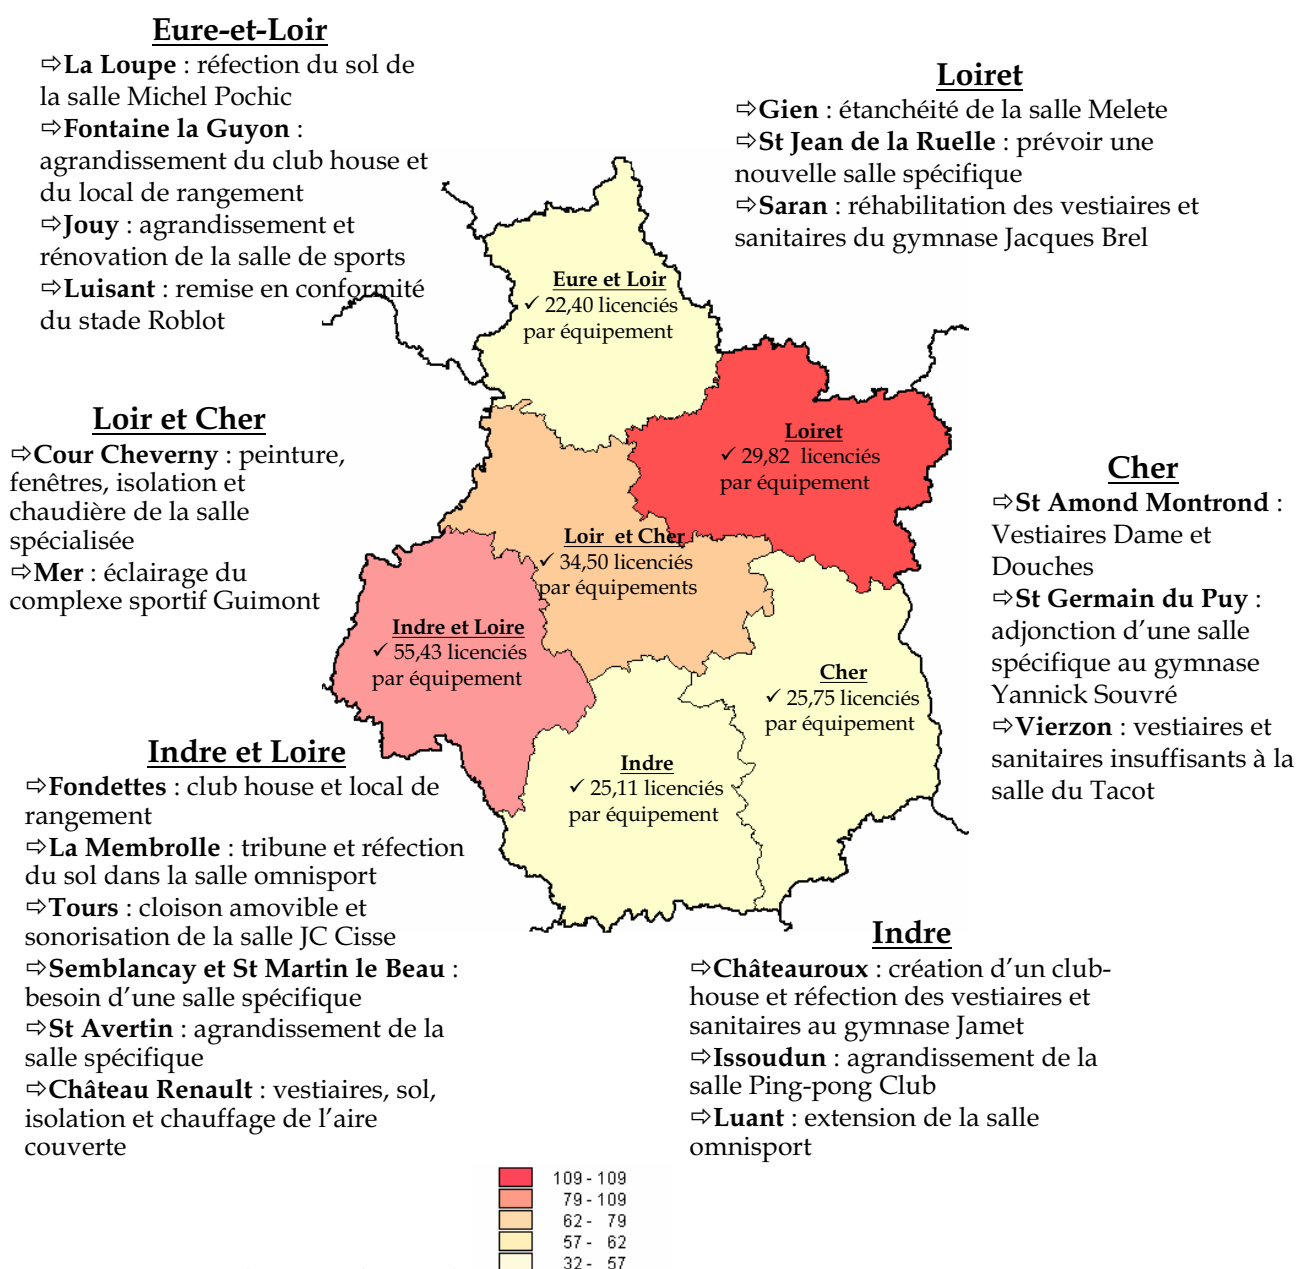 Eure-et-Loir
⇨La Loupe : réfection du sol de
la salle Michel Pochic
⇨Fontaine la Guyon :
agrandissement du club house et
du local de rangement
⇨Jouy : agrandissement et
rénovation de la salle de sports
⇨Luisant : remise en conformité
du stade Roblot
Loiret
⇨Gien : étanchéité de la salle Melete
⇨St Jean de la Ruelle : prévoir une
nouvelle salle spécifique
⇨Saran : réhabilitation des vestiaires et
sanitaires du gymnase Jacques Brel
Eure et Loir
✓ 22,40 licenciés
par équipement
Loiret
✓ 29,82 licenciés
par équipement
Loir et Cher
✓ 34,50 licenciés
par équipements
Indre et Loire
✓ 55,43 licenciés
par équipement
Cher
✓ 25,75 licenciés
par équipement
Indre
✓ 25,11 licenciés
par équipement
Loir et Cher
⇨Cour Cheverny : peinture,
fenêtres, isolation et
chaudière de la salle
spécialisée
⇨Mer : éclairage du
complexe sportif Guimont
Cher
⇨St Amond Montrond :
Vestiaires Dame et
Douches
⇨St Germain du Puy :
adjonction d’une salle
spécifique au gymnase
Yannick Souvré
⇨Vierzon : vestiaires et
sanitaires insuffisants à la
salle du Tacot
Indre et Loire
⇨Fondettes : club house et local de
rangement
⇨La Membrolle : tribune et réfection
du sol dans la salle omnisport
⇨Tours : cloison amovible et
sonorisation de la salle JC Cisse
⇨Semblancay et St Martin le Beau :
besoin d’une salle spécifique
⇨St Avertin : agrandissement de la
salle spécifique
⇨Château Renault : vestiaires, sol,
isolation et chauffage de l’aire
couverte
Indre
⇨Châteauroux : création d’un club-
house et réfection des vestiaires et
sanitaires au gymnase Jamet
⇨Issoudun : agrandissement de la
salle Ping-pong Club
⇨Luant : extension de la salle
omnisport
109 - 109
79 - 109
62 - 79
57 - 62
32 - 57